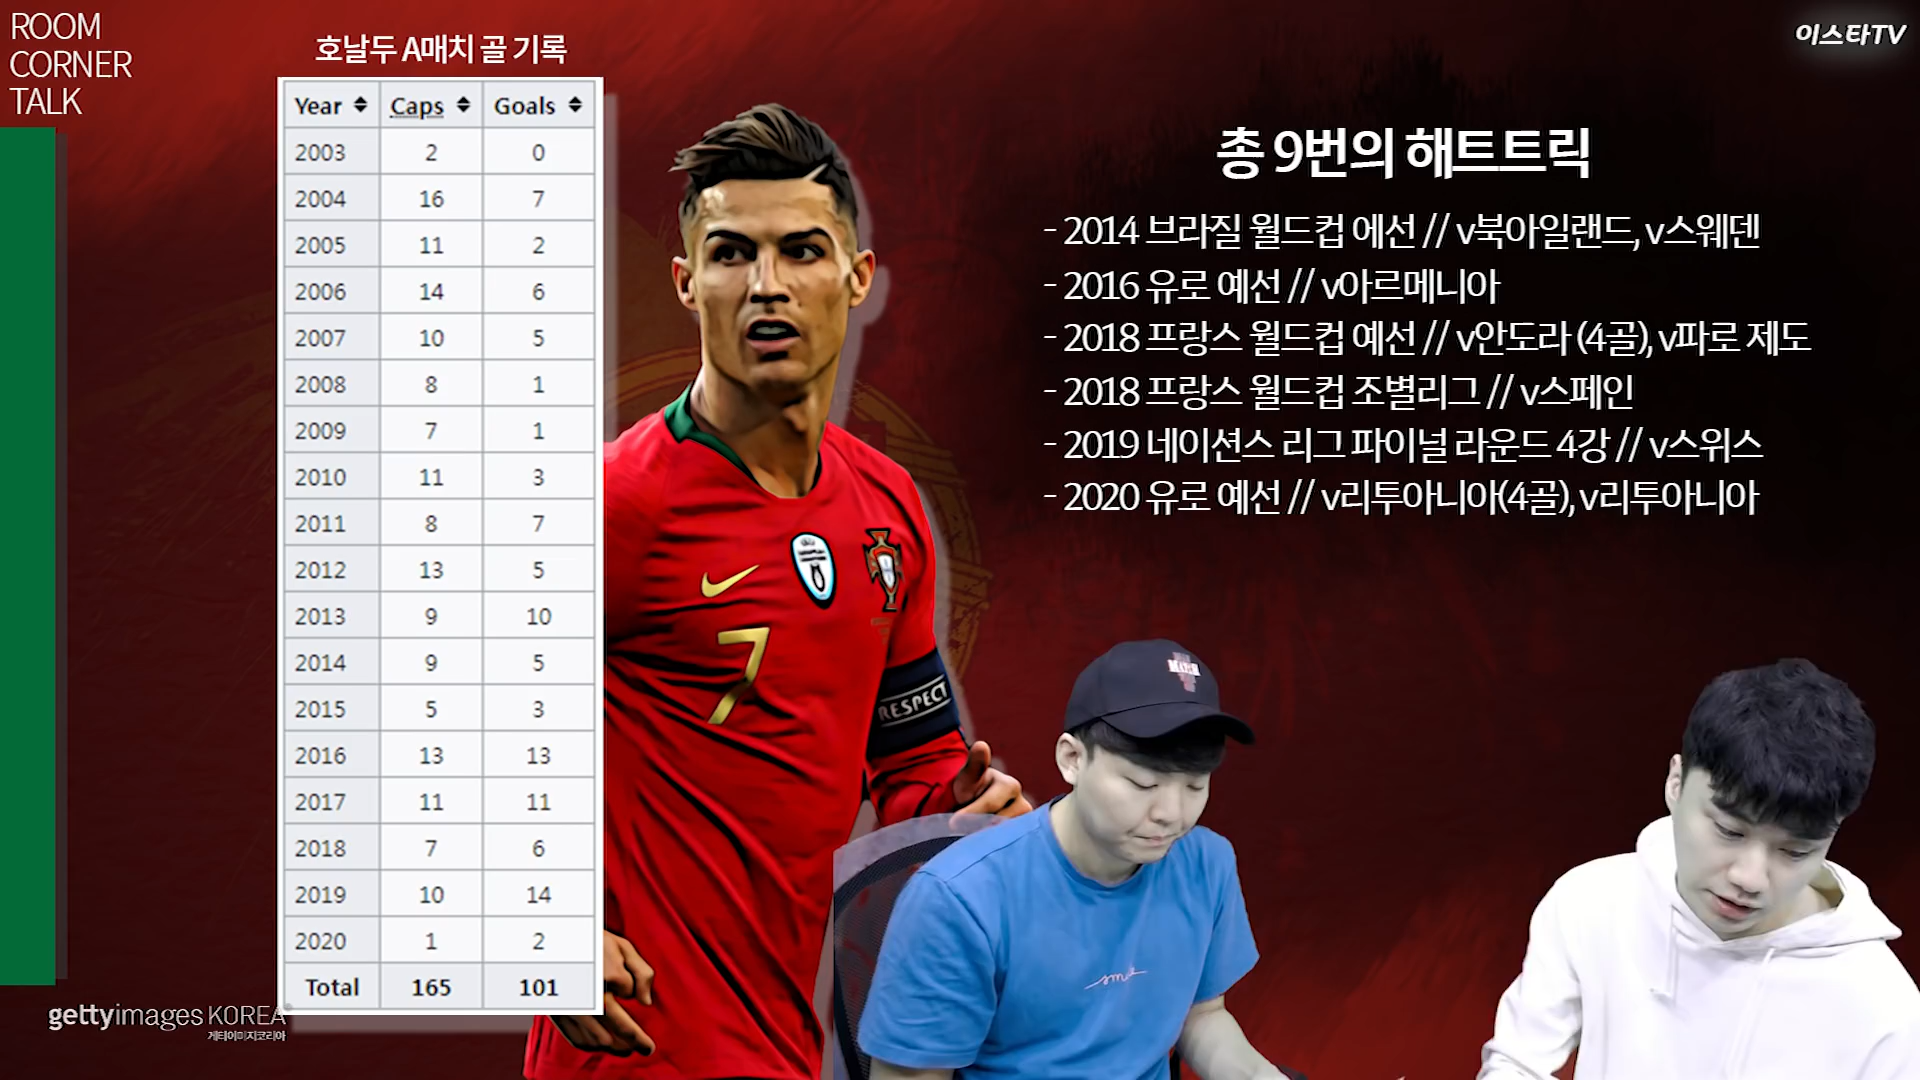 ROOM
CORNER
TALK
이스타TV
호날두 A매치 골 기록
Year Caps Goals
2003 2 0
2004 16 7
2005 11 2
2006 14 6
2007 10 5
2008 8 1
2009 7 1
2010 11 3
2011 8 7
2012 13 5
2013 9 10
2014 9 5
2015 5 3
2016 13 13
2017 11 11
2018 7 6
2019 10 14
2020 1 2
Total 165 101
총 9번의 해트트릭
- 2014 브라질 월드컵 에선 // v북아일랜드, v스웨덴
- 2016 유로 예선 // v아르메니아
- 2018 프랑스 월드컵 예선 // v안도라 (4골), v파로 제도
- 2018 프랑스 월드컵 조별리그 // v스페인
- 2019 네이션스 리그 파이널 라운드 4강 // v스위스
- 2020 유로 예선 // v리투아니아(4골), v리투아니아
7
RESPECT
gettyimages KOREA
게티이미지코리아